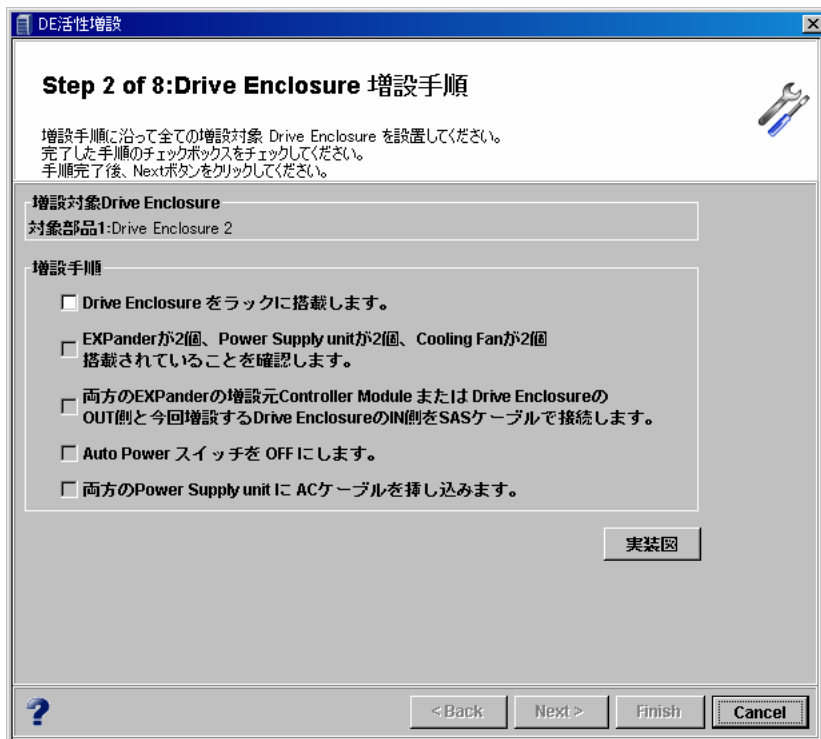 DE活性増設
Step 2 of 8:Drive Enclosure 増設手順
増設手順に沿って全ての増設対象 Drive Enclosure を設置してください。
完了した手順のチェックボックスをチェックしてください。
手順完了後、Nextボタンをクリックしてください。
増設対象Drive Enclosure
対象部品1:Drive Enclosure 2
増設手順
Drive Enclosure をラックに搭載します。
EXPanderが2個、Power Supply unitが2個、Cooling Fanが2個
搭載されていることを確認します。
両方のEXPanderの増設元Controller Module または Drive Enclosureの
OUT側と今回増設するDrive EnclosureのIN側をSASケーブルで接続します。
Auto Power スイッチを OFF にします。
両方のPower Supply unit に ACケーブルを挿し込みます。
実装図
?
< Back
Next >
Finish
Cancel